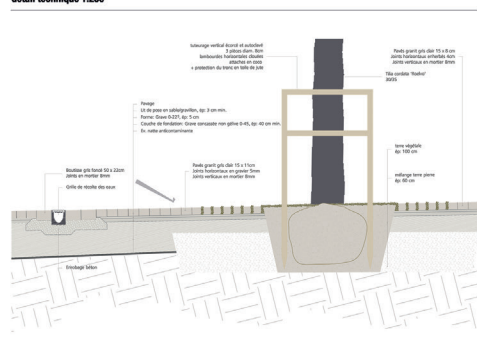 détail technique 1:200
tuteurage vertical écorcé et autoclavé
3 pièces diam. 8cm
lambourdes horizontales clouées
attaches en coco
+ protection du tronc en toile de jute
Pavés granit gris clair 15 x 8 cm
Joints horizontaux enherbés 4cm
Joints verticaux en mortier 8mm
Tilia cordata 'Roelvo'
30/35
Pavage
Lit de pose en sable/gravillon, ép: 3 cm min.
Forme: Grave 0-22?, ép: 5 cm
Couche de fondation: Grave concassée non gélive 0-45, ép: 40 cm min.
Ev. natte anticontaminante
terre végétale
ép: 100 cm
mélange terre pierre
ép: 60 cm
Pavés granit gris clair 15 x 11cm
Joints horizontaux en gravier 5mm
Joints verticaux en mortier 8mm
Boutisse gris foncé 50 x 22cm
Joints en mortier 8mm
Grille de récolte des eaux
Enrobage béton